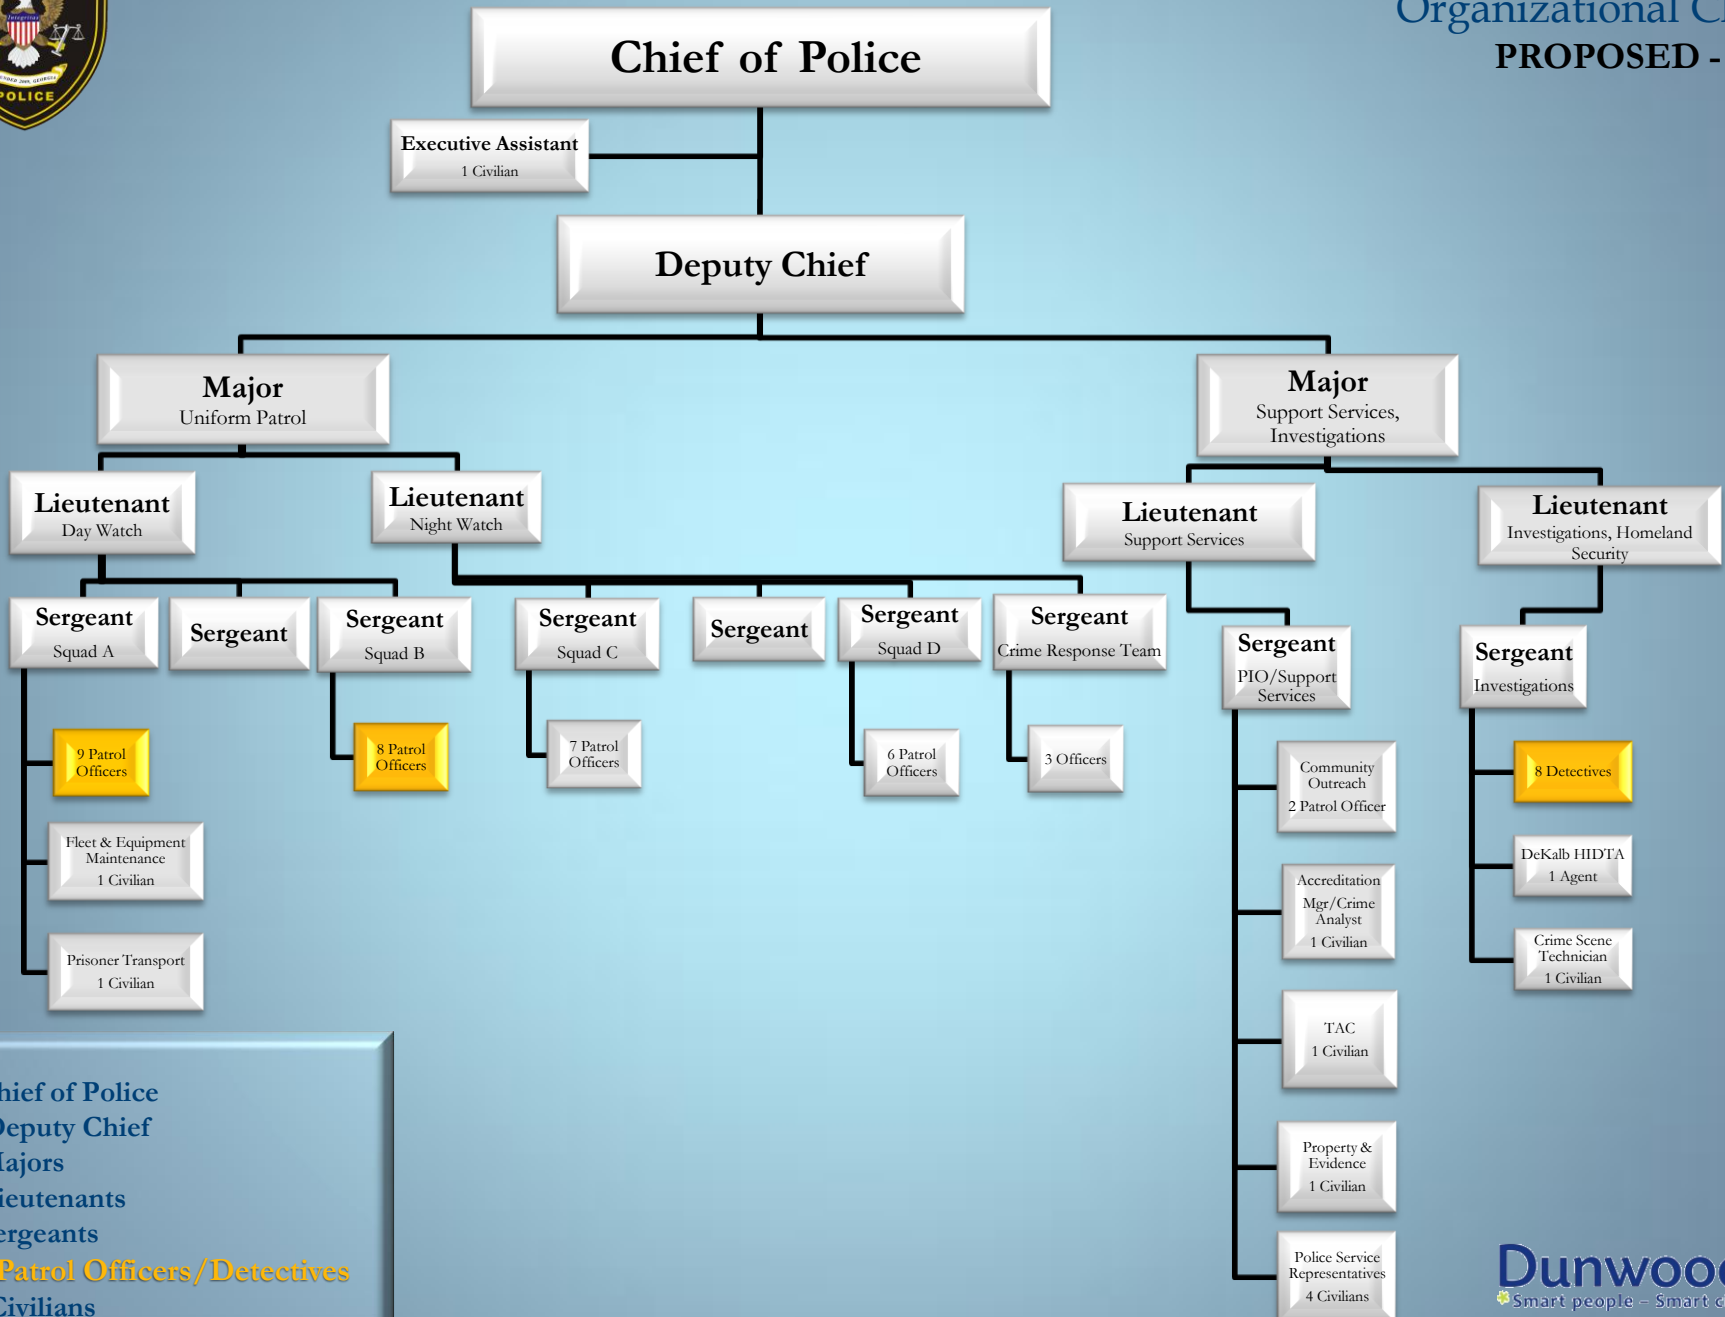 Integritas
POLICE
PROPOSED -
Organizational
Chief of Police
Executive Assistant
1 Civilian
Deputy Chief
Major
Uniform Patrol
Major
Support Services,
Investigations
Lieutenant
Day Watch
Lieutenant
Night Watch
Lieutenant
Support Services
Lieutenant
Investigations, Homeland
Security
Sergeant
Squad A
Sergeant
Sergeant
Squad B
Sergeant
Squad C
Sergeant
Sergeant
Squad D
Sergeant
Crime Response Team
Sergeant
PIO/Support
Services
Sergeant
Investigations
9 Patrol
Officers
8 Patrol
Officers
7 Patrol
Officers
6 Patrol
Officers
3 Officers
Fleet & Equipment
Maintenance
1 Civilian
Prisoner Transport
1 Civilian
Community
Outreach
2 Patrol Officer
Accreditation
Mgr/Crime
Analyst
1 Civilian
TAC
1 Civilian
Property &
Evidence
1 Civilian
Police Service
Representatives
4 Civilians
8 Detectives
DeKalb HIDTA
1 Agent
Crime Scene
Technician
1 Civilian
hief of Police
Deputy Chief
Majors
ieutenants
ergeants
Patrol Officers/Detectives
Civilians
Dunwood
Smart people – Smart c